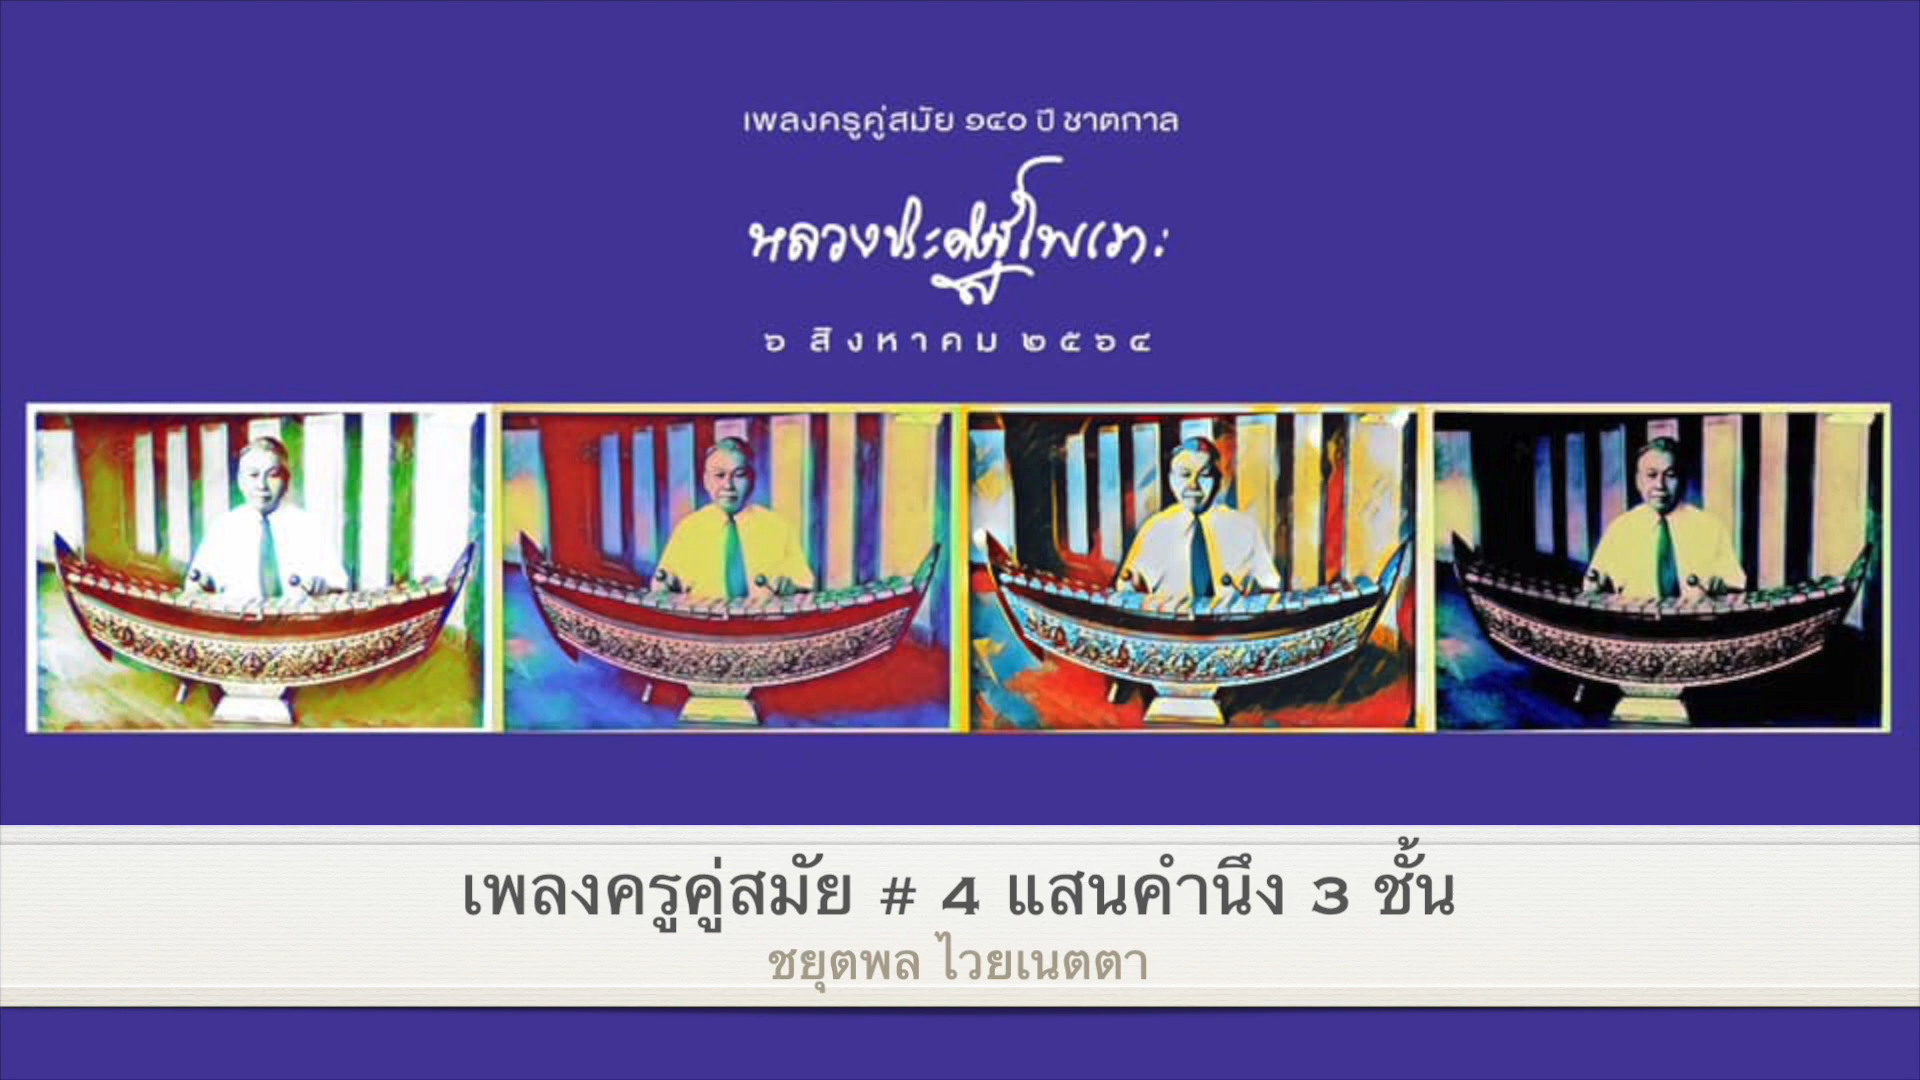 เพลงครูคู่สมัย ๑๔๐ ปี ชาตกาล
หลวงประดิษฐไพเราะ
๖ สิงหาคม ๒๕๖๔
เพลงครูคู่สมัย # 4 แสนคำนึง 3 ชั้น
ชยุตพล ไวยเนตตา